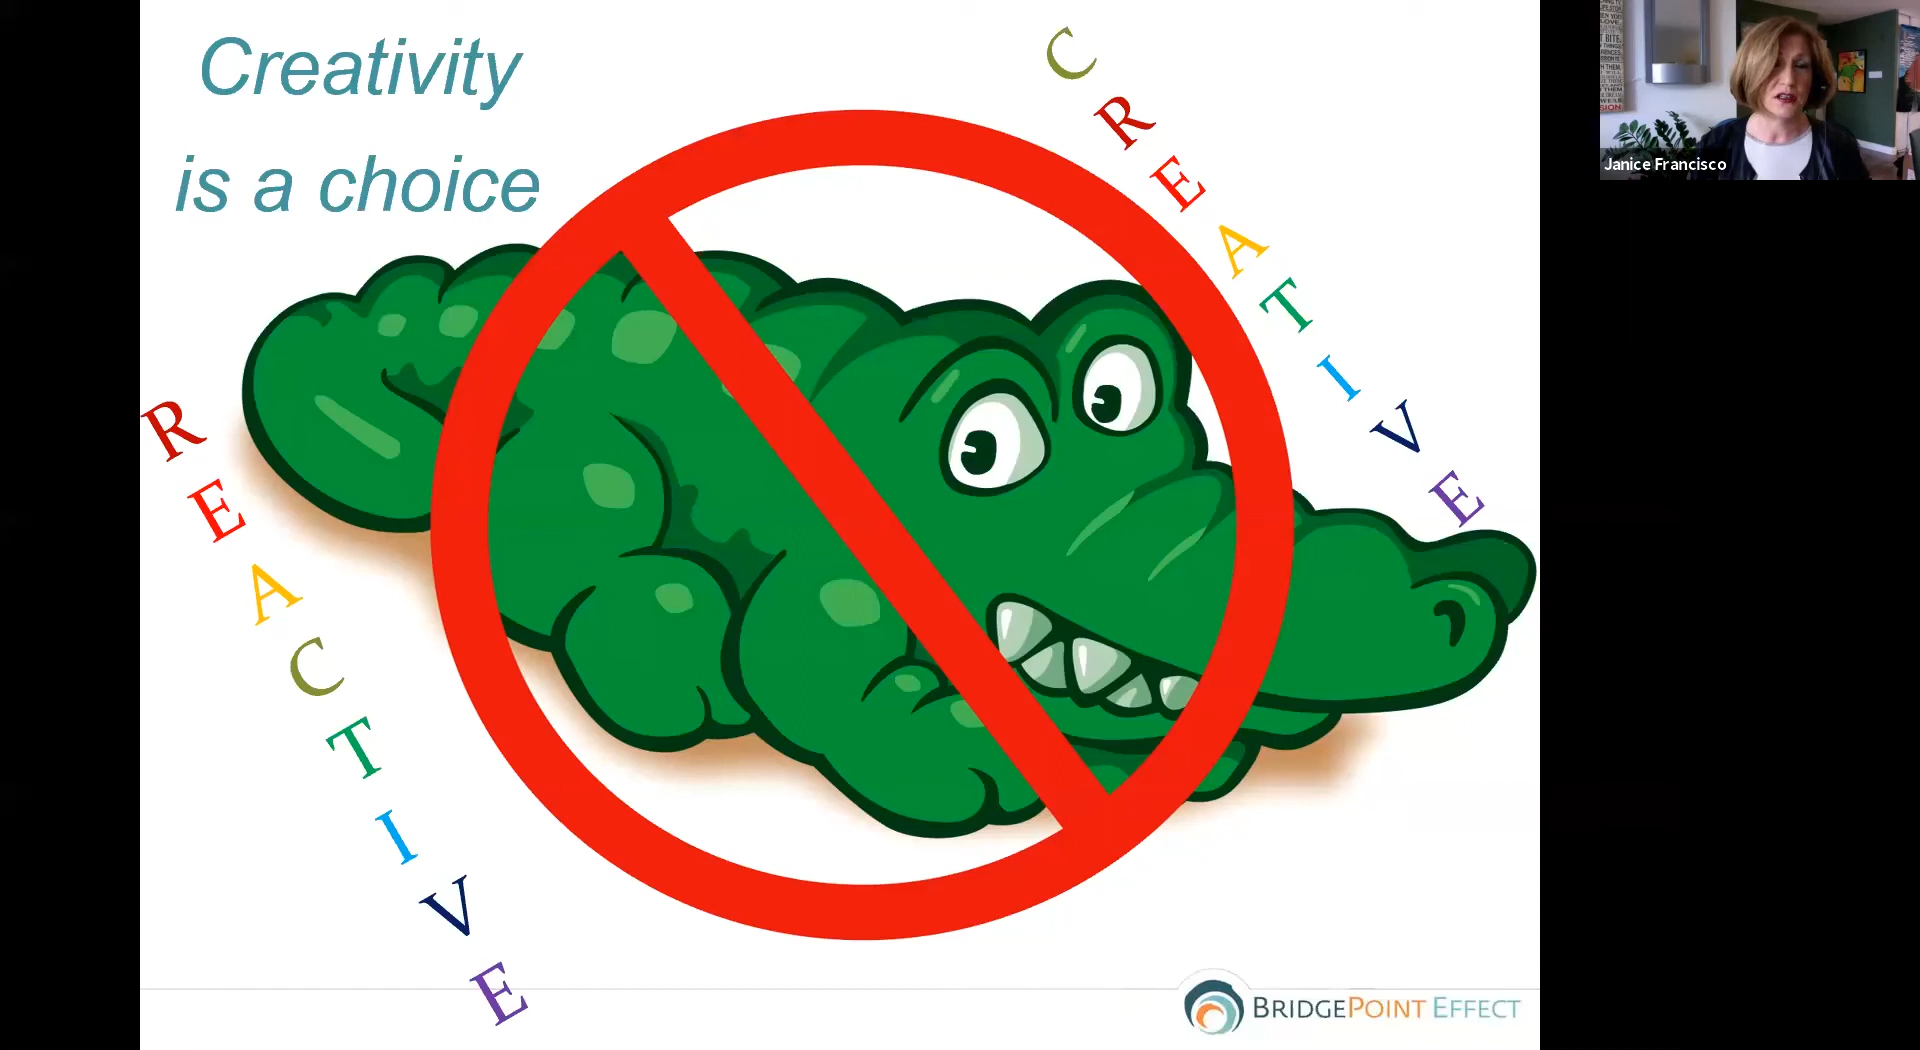 Creativity
is a choice
CREATIVE
REACTIVE
Janice Francisco
BRIDGEPOINT EFFECT